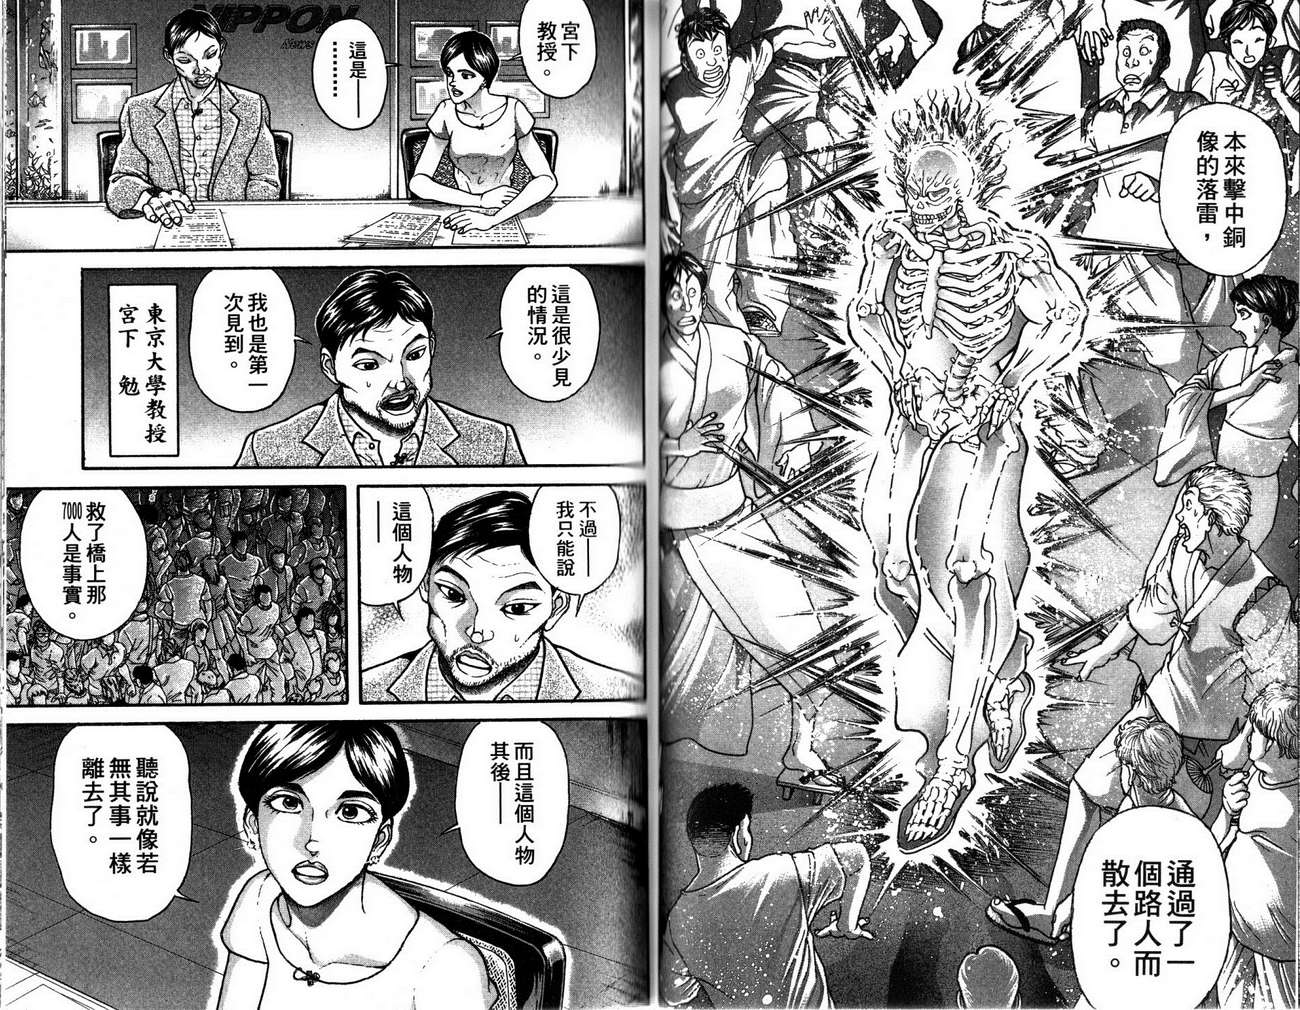 本來擊中銅
像的落雷，
通過了一
個路人而
散去了。
NIPPON
NEWS
宮下
教授。
這是——
………
這是很少見
的情況。
我也是第一
次見到。
東京大學教授
宮下　勉
不過——
我只能說
這個人物
——
救了橋上那
7000人是事實。
而且這個人物
其後——
聽說就像若
無其事一樣
離去了。